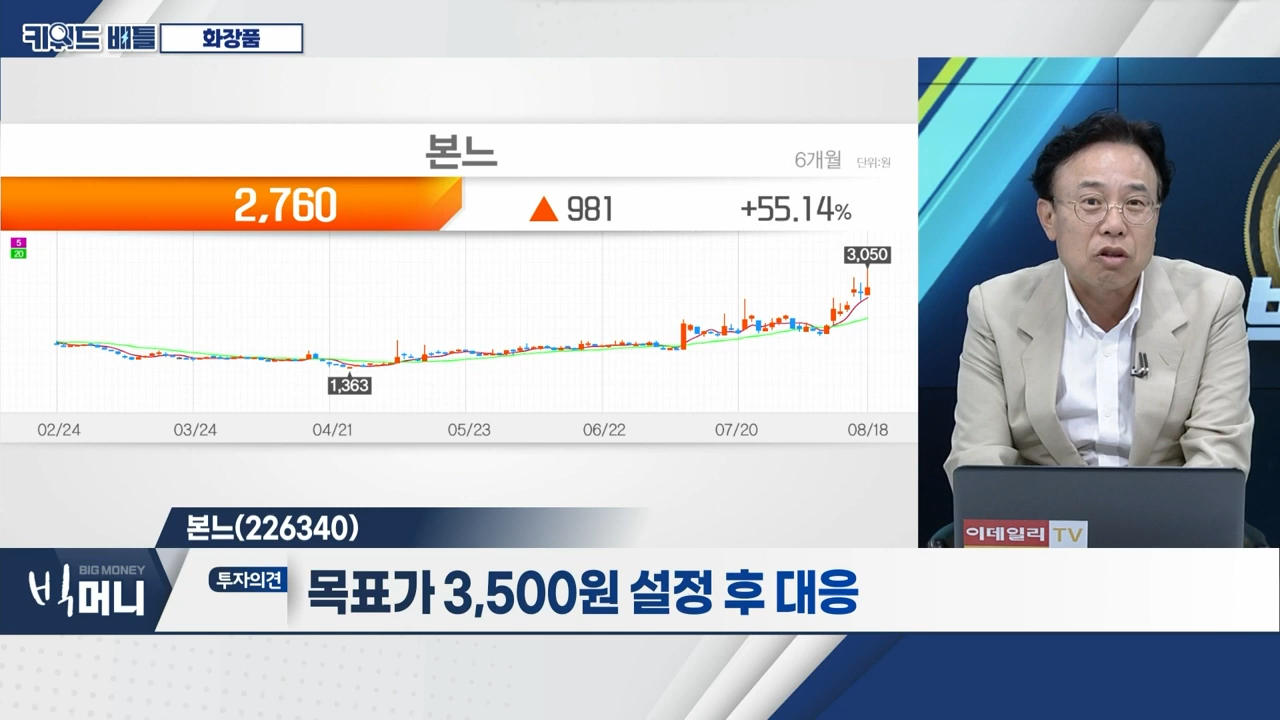 키워드 배틀
화장품
본느
6개월 단위:원
2,760 ▲ 981 +55.14%
5
20
3,050
1,363
02/24 03/24 04/21 05/23 06/22 07/20 08/18
이데일리 TV
본느(226340)
BIG MONEY
빅머니
투자의견
목표가 3,500원 설정 후 대응